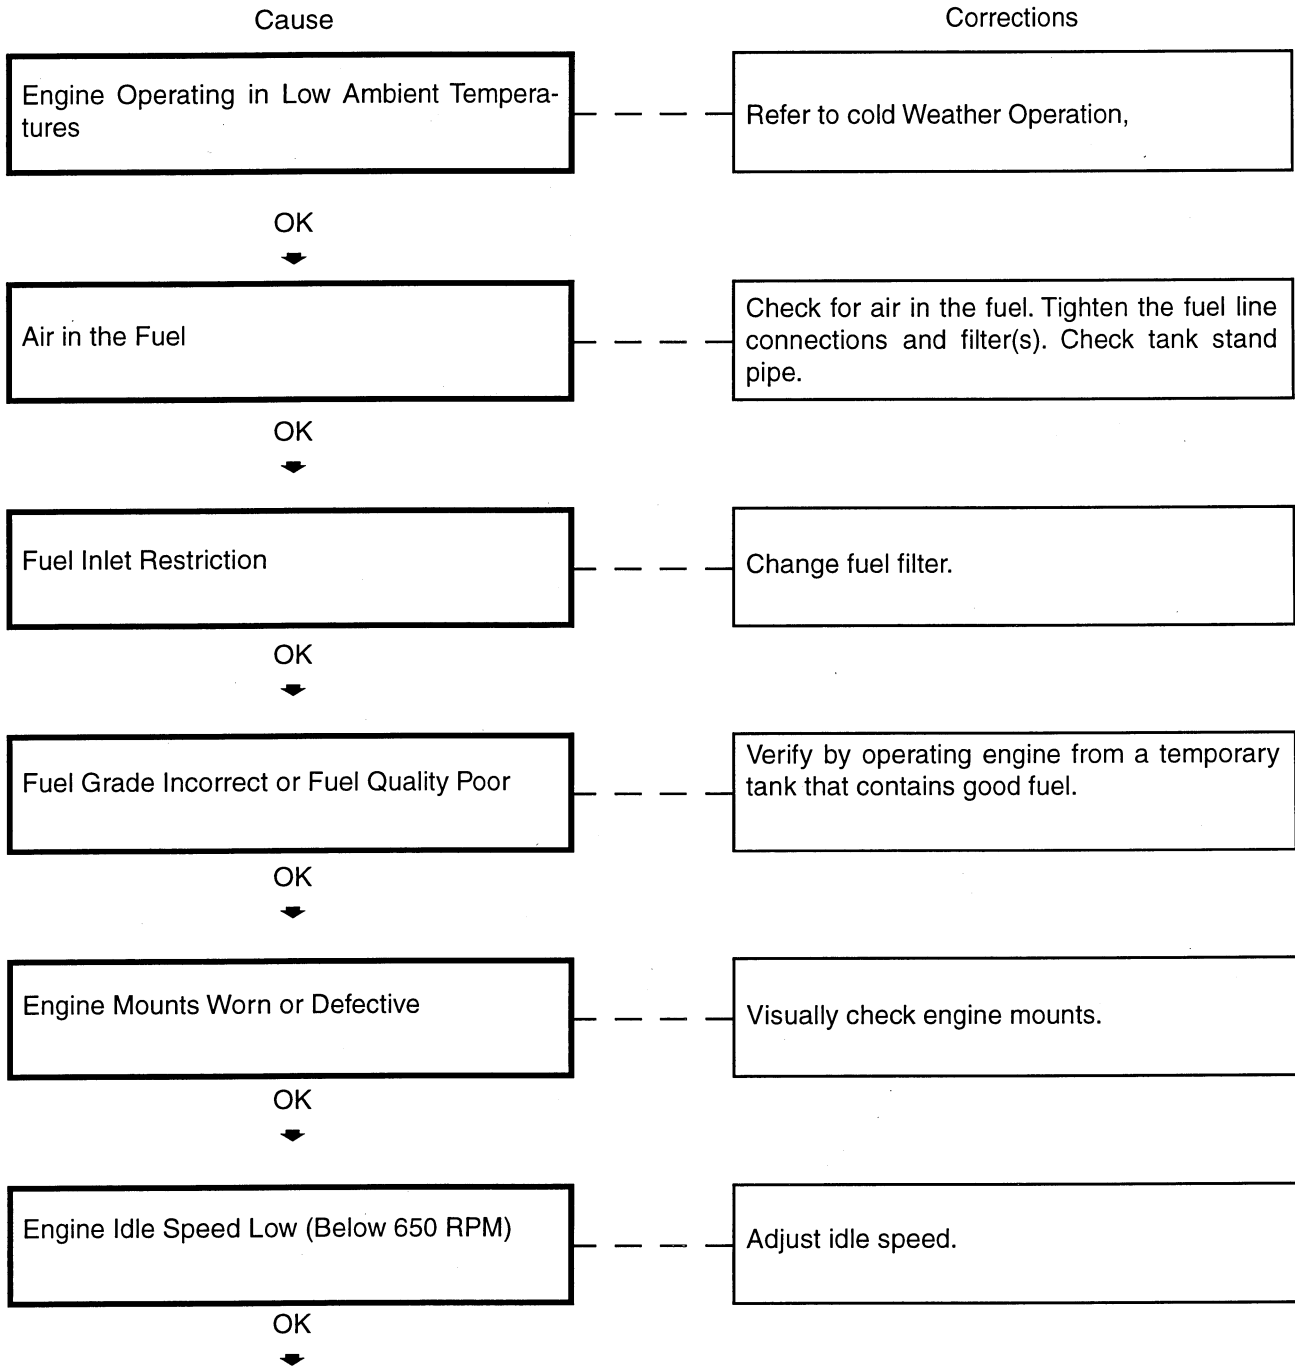 Cause
Corrections
Engine Operating in Low Ambient Tempera-
tures
Refer to cold Weather Operation,
OK
Air in the Fuel
Check for air in the fuel. Tighten the fuel line
connections and filter(s). Check tank stand
pipe.
OK
Fuel Inlet Restriction
Change fuel filter.
OK
Fuel Grade Incorrect or Fuel Quality Poor
Verify by operating engine from a temporary
tank that contains good fuel.
OK
Engine Mounts Worn or Defective
Visually check engine mounts.
OK
Engine Idle Speed Low (Below 650 RPM)
Adjust idle speed.
OK